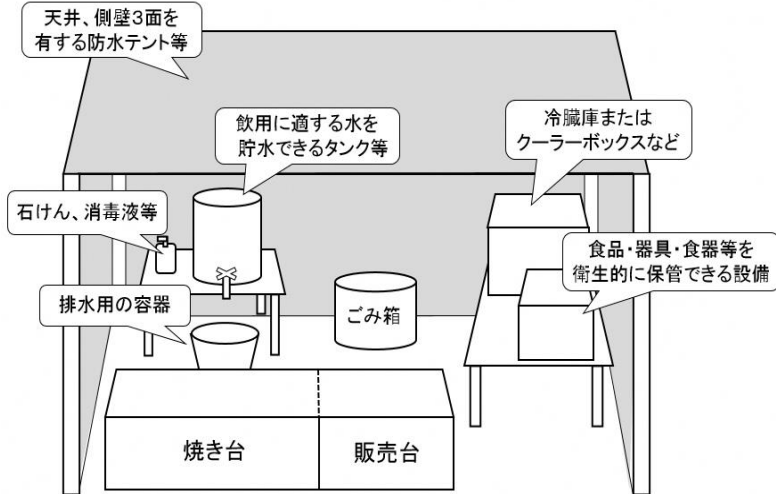 天井、側壁3面を
有する防水テント等
飲用に適する水を
貯水できるタンク等
冷臓庫または
クーラーボックスなど
石けん、消毒液等
食品・器具・食器等を
衛生的に保管できる設備
排水用の容器
ごみ箱
焼き台
販売台